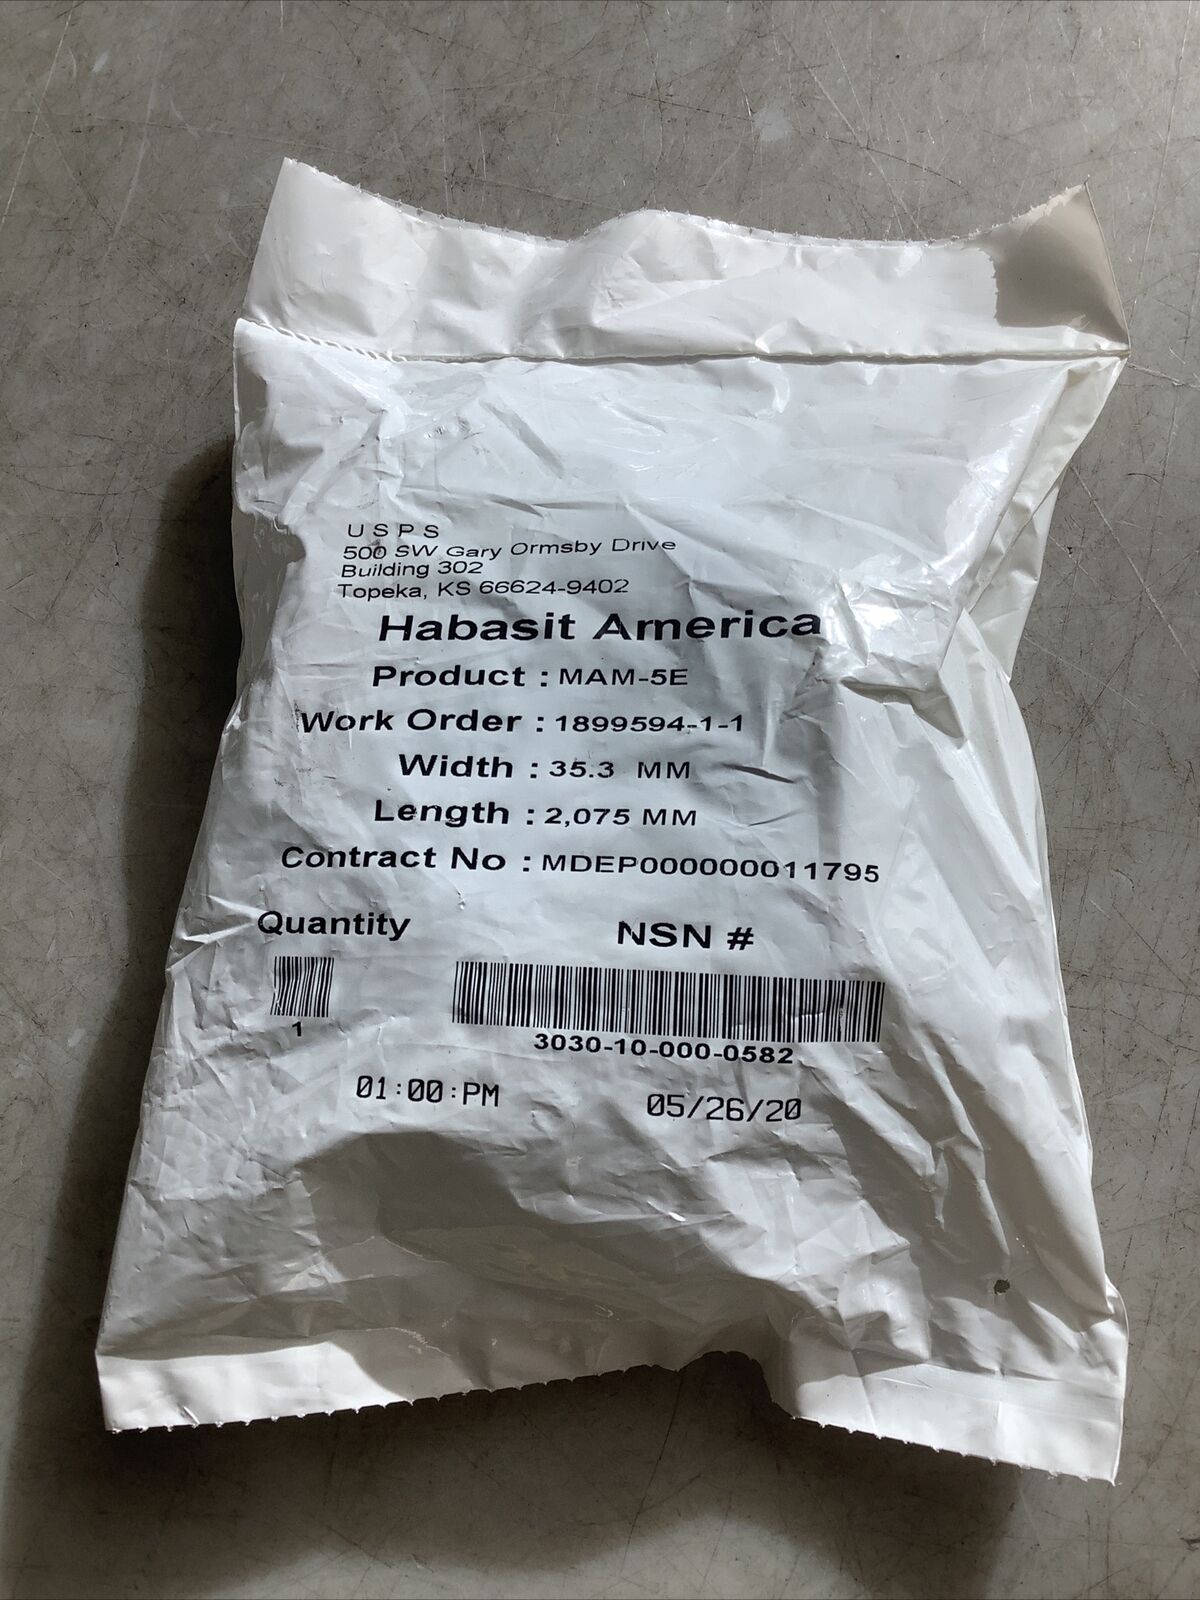 U S P S
500 SW Gary Ormsby Drive
Building 302
Topeka, KS 66624-9402
Habasit America
Product : MAM-5E
Work Order : 1899594-1-1
Width : 35.3 MM
Length : 2,075 MM
Contract No : MDEP000000011795
Quantity NSN #
1 3030-10-000-0582
01:00:PM 05/26/20